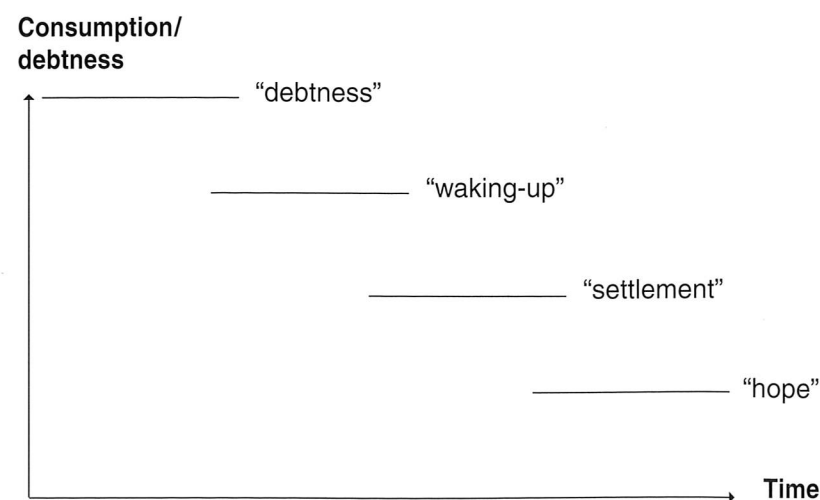 Consumption/
debtness
“debtness”
“waking-up”
“settlement”
“hope”
Time